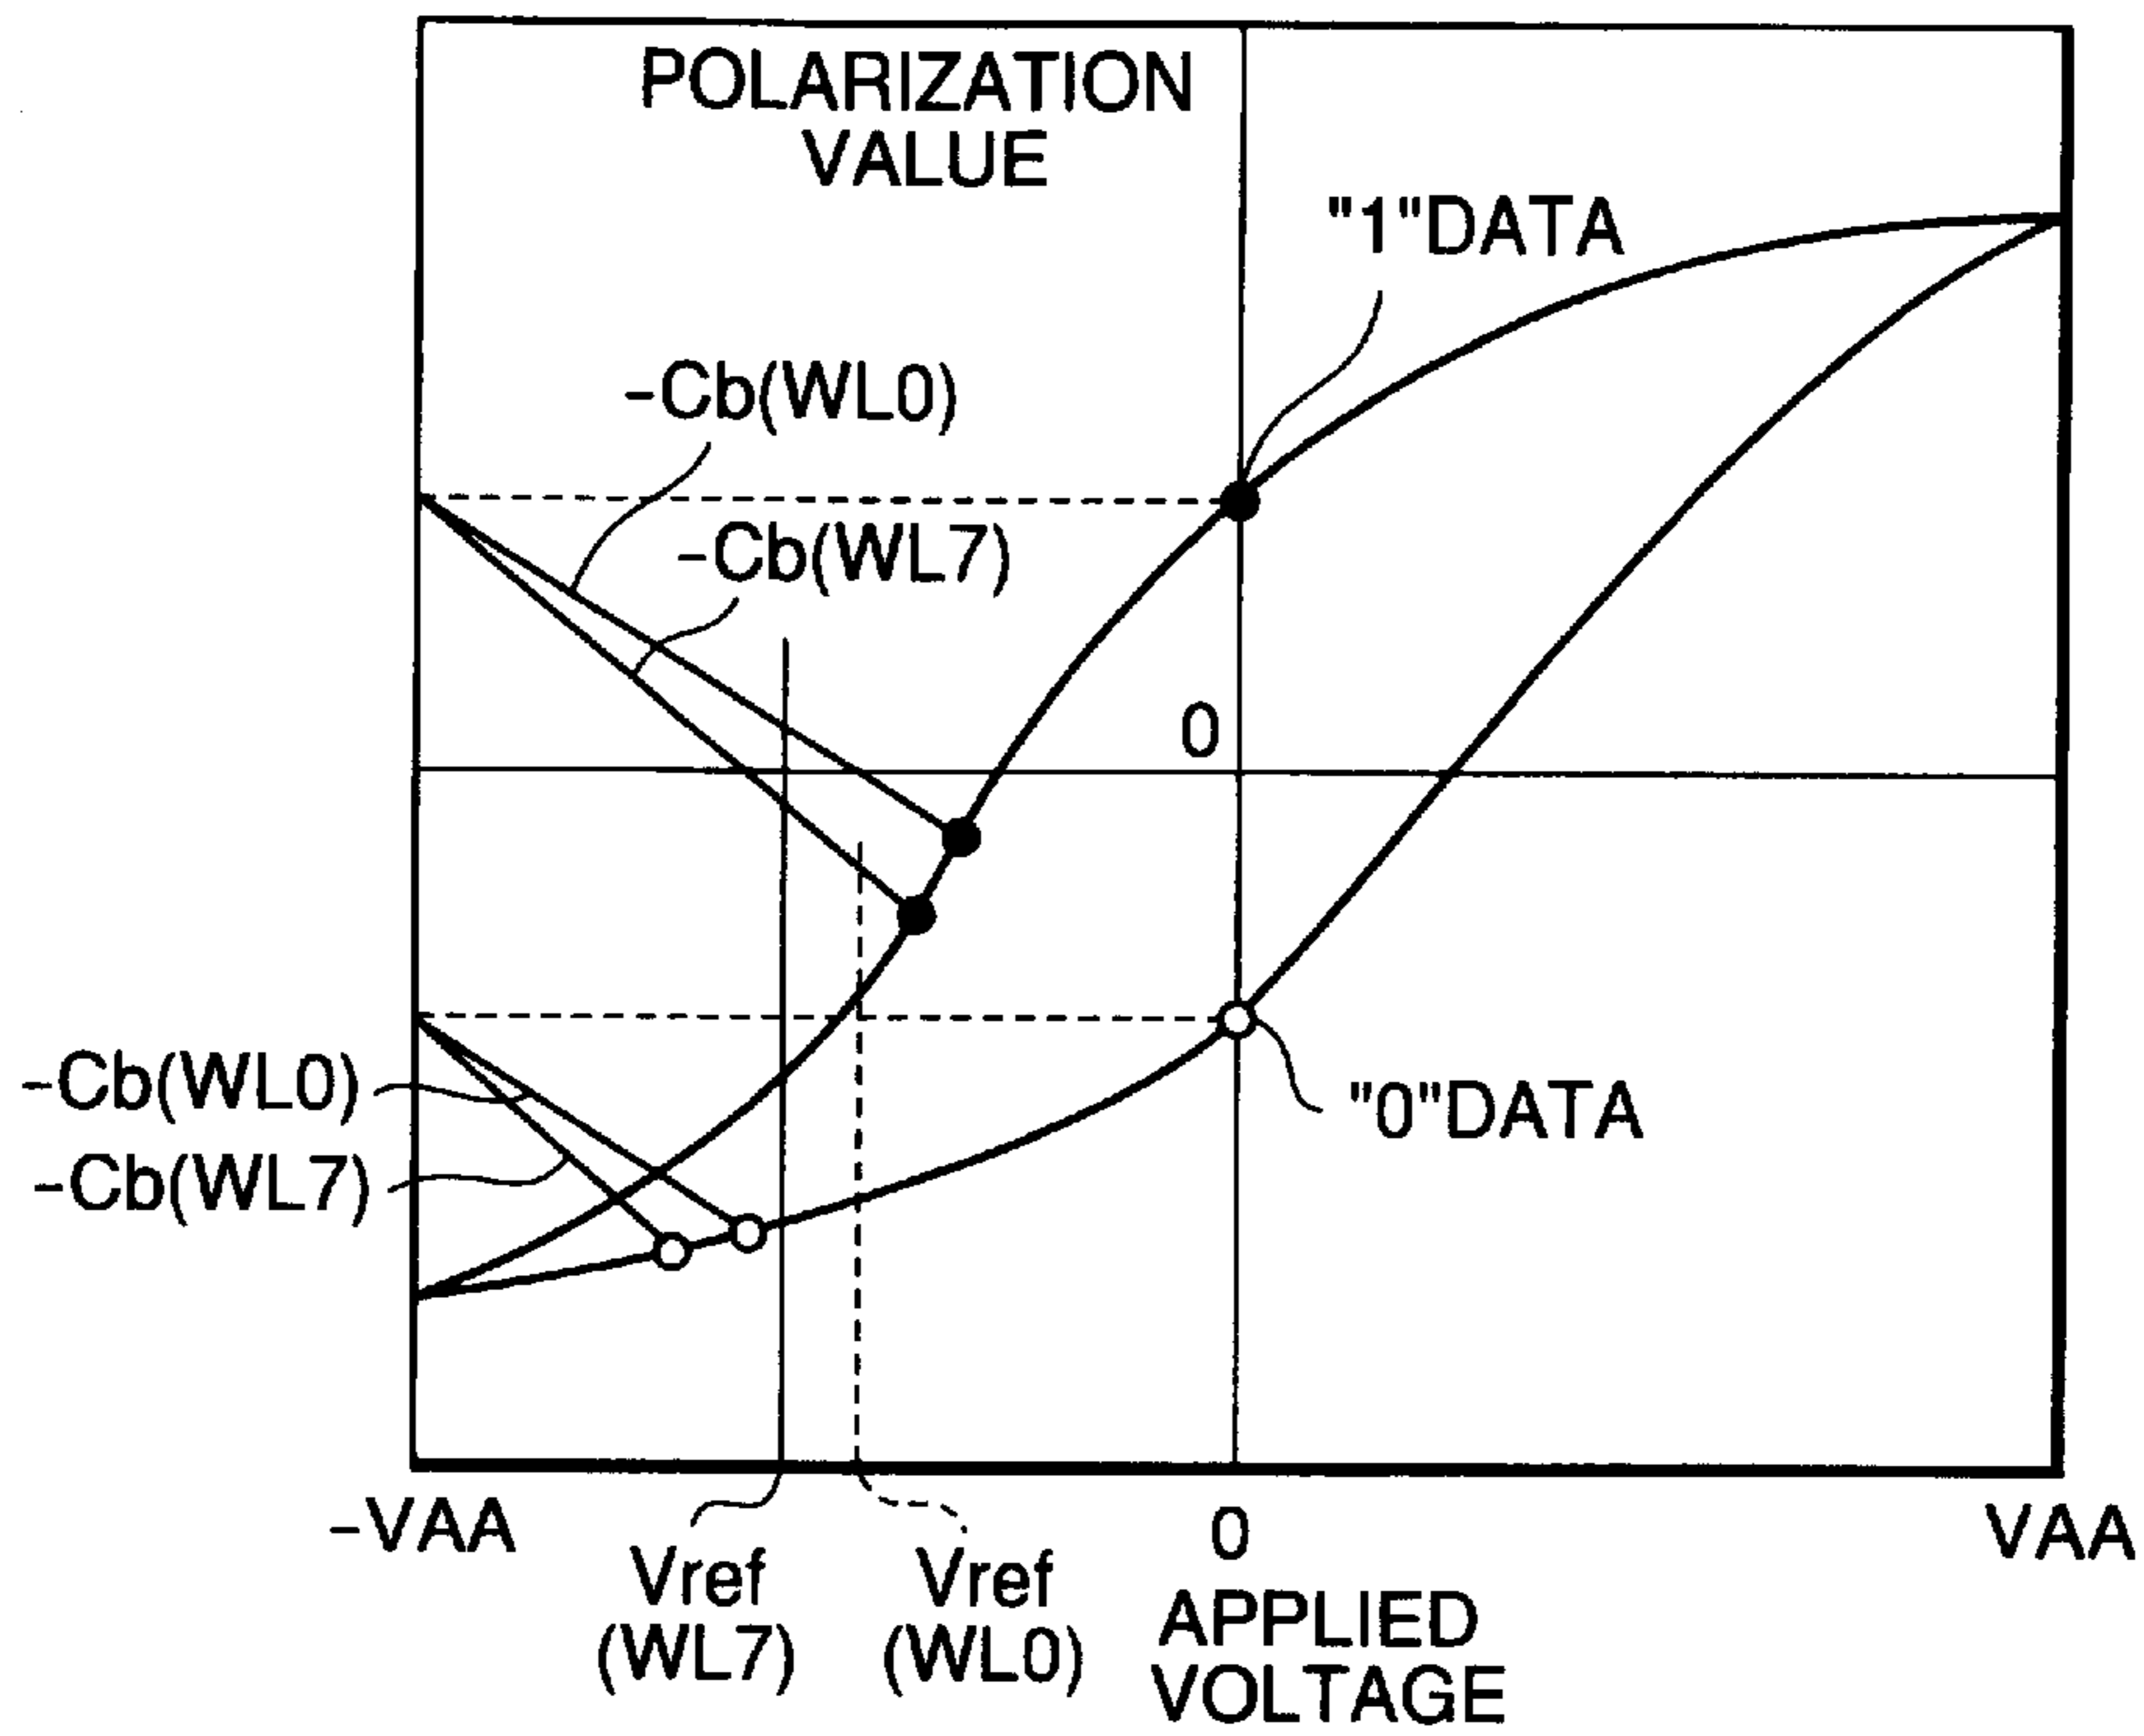 POLARIZATION
VALUE
"1"DATA
-Cb(WL0)
-Cb(WL7)
0
-Cb(WL0)
-Cb(WL7)
"0"DATA
-VAA
0
VAA
Vref
(WL7)
Vref
(WL0)
APPLIED
VOLTAGE